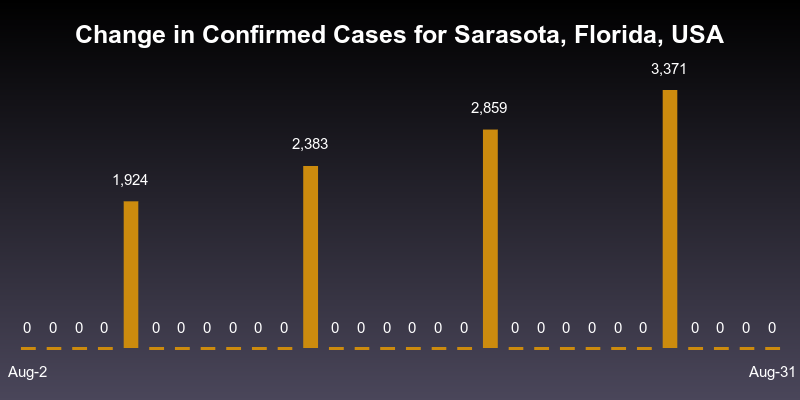 Change in Confirmed Cases for Sarasota, Florida, USA
3,371
2,859
2,383
1,924
0 0 0 0 0 0 0 0 0 0 0 0 0 0 0 0 0 0 0 0 0 0 0 0 0 0
Aug-2 Aug-31